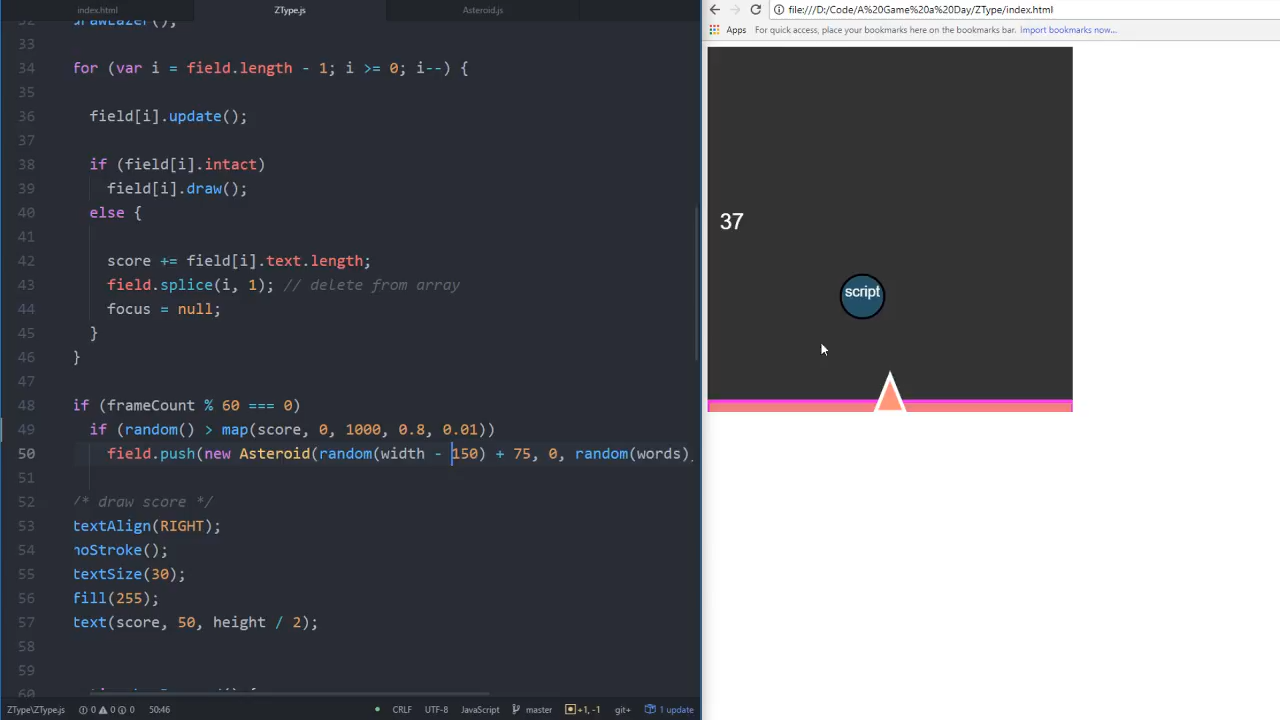 index.html
ZType.js
Asteroid.js
32 drawLazer();
33
34 for (var i = field.length - 1; i >= 0; i--) {
35
36 field[i].update();
37
38 if (field[i].intact)
39 field[i].draw();
40 else {
41
42 score += field[i].text.length;
43 field.splice(i, 1); // delete from array
44 focus = null;
45 }
46 }
47
48 if (frameCount % 60 === 0)
49 if (random() > map(score, 0, 1000, 0.8, 0.01))
50 field.push(new Asteroid(random(width - 150) + 75, 0, random(words)
51
52 /* draw score */
53 textAlign(RIGHT);
54 noStroke();
55 textSize(30);
56 fill(255);
57 text(score, 50, height / 2);
58
59
60
ZType\ZType.js 0 0 0 50:46 CRLF UTF-8 JavaScript master +1, -1 git+ 1 update
file:///D:/Code/A%20Game%20a%20Day/ZType/index.html
Apps For quick access, place your bookmarks here on the bookmarks bar. Import bookmarks now...
37
script